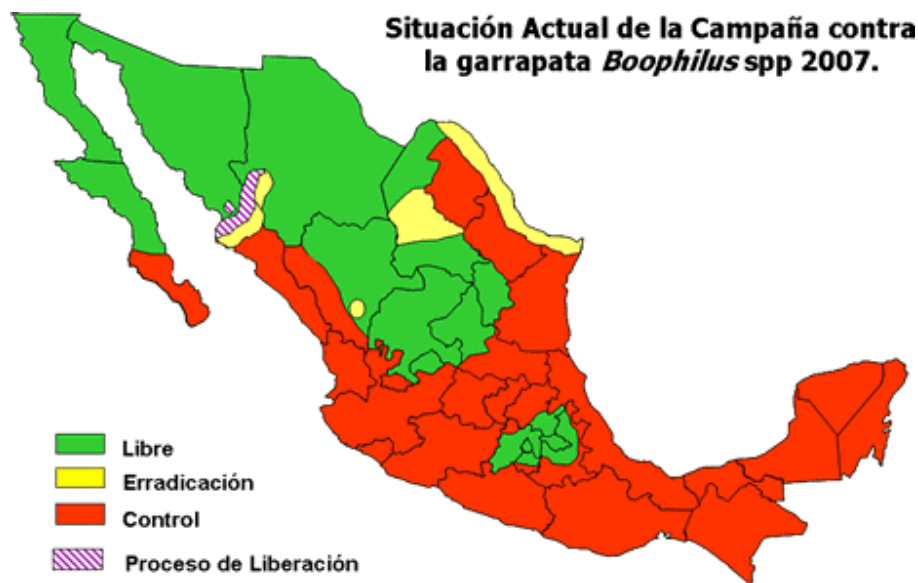 Situación Actual de la Campaña contra
la garrapata Boophilus spp 2007.
Libre
Erradicación
Control
Proceso de Liberación